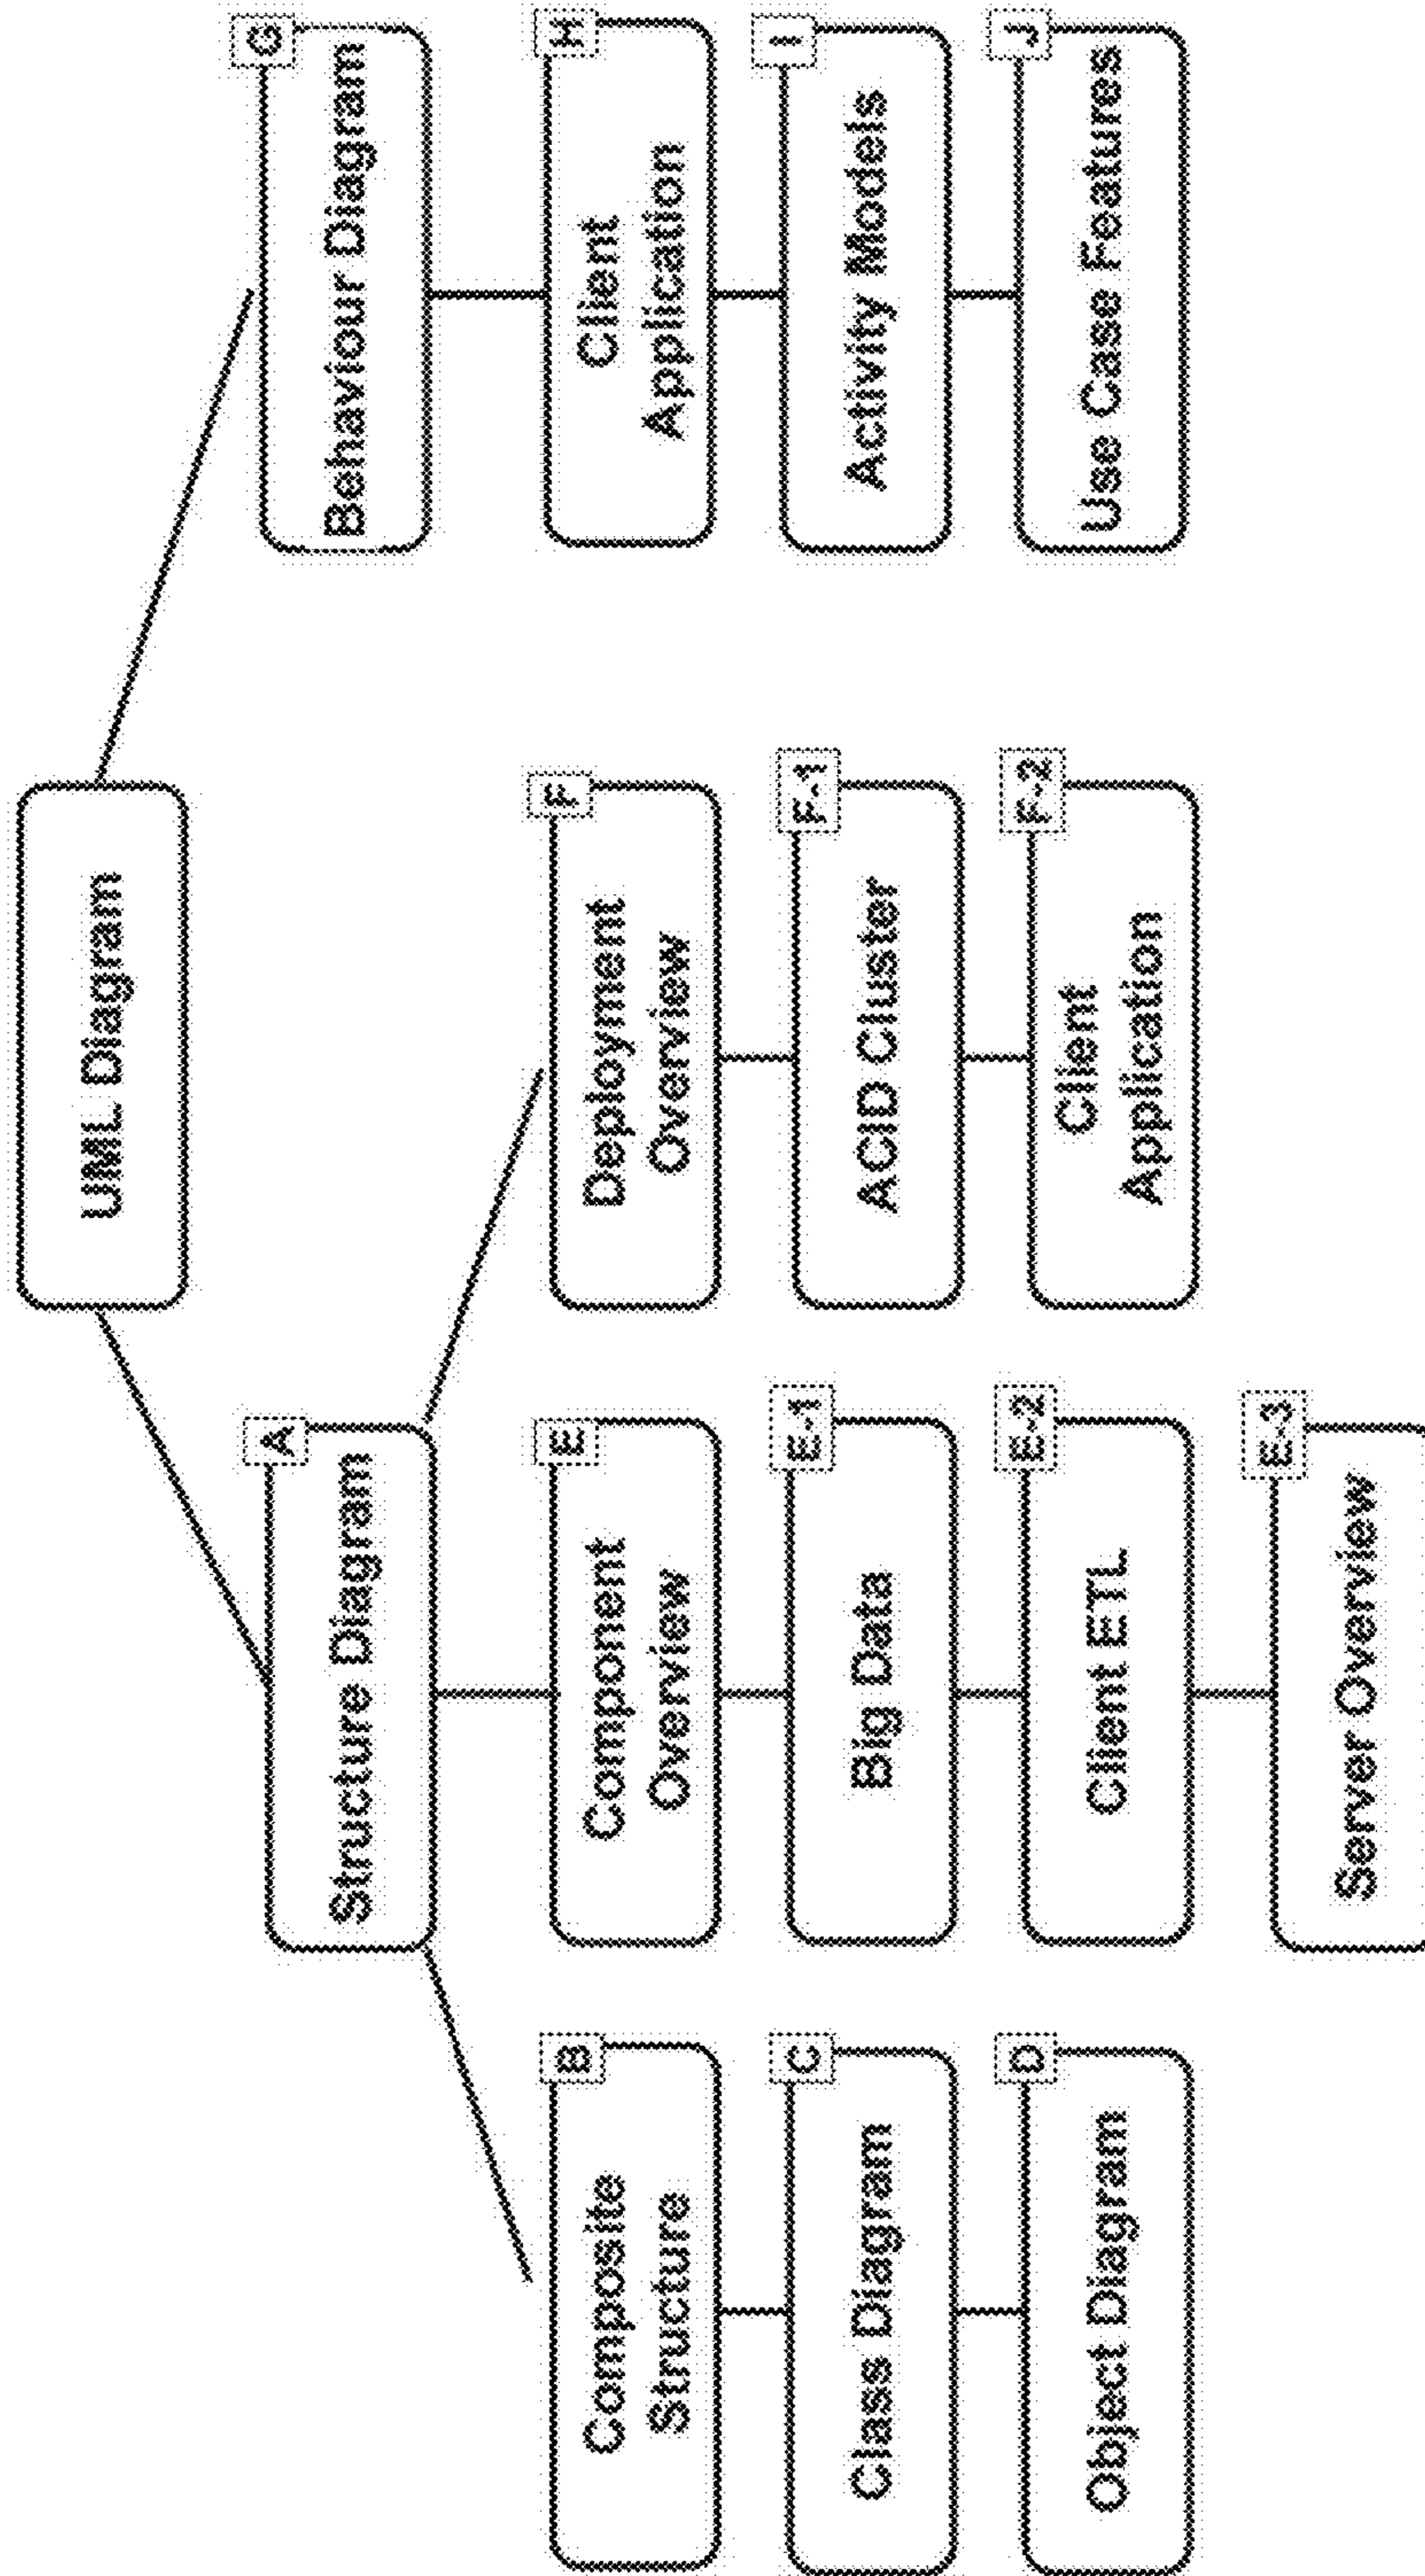 UML Diagram
A
Structure Diagram
G
Behaviour Diagram
B
Composite
Structure
E
Component
Overview
F
Deployment
Overview
H
Client
Application
C
Class Diagram
E-1
Big Data
F-1
ACID Cluster
I
Activity Models
D
Object Diagram
E-2
Client ETL
F-2
Client
Application
J
Use Case Features
E-3
Server Overview